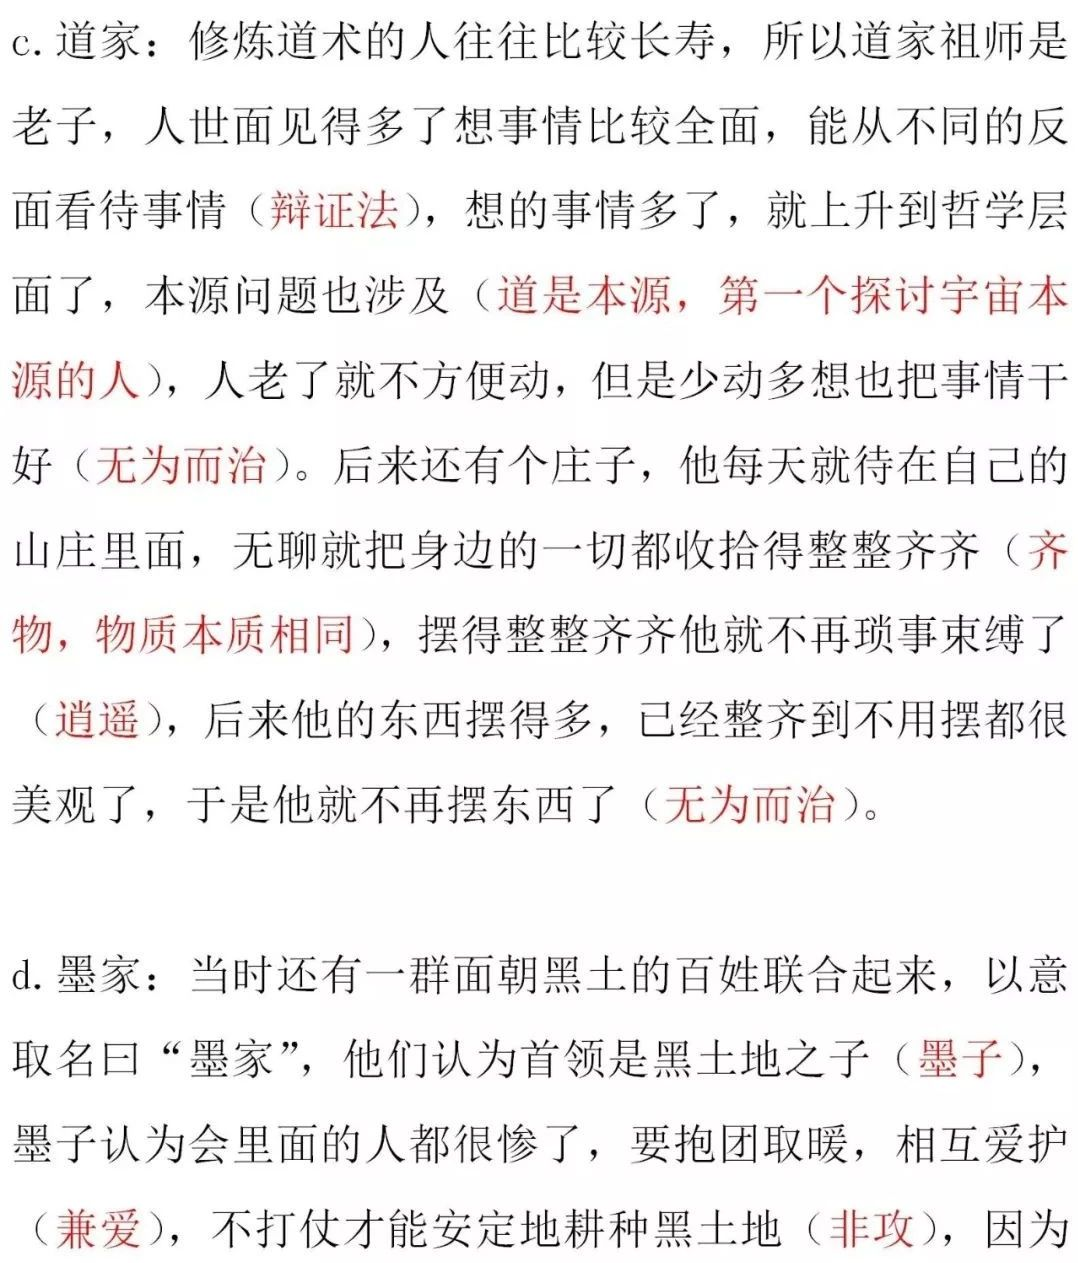 c. 道家：修炼道术的人往往比较长寿，所以道家祖师是
老子，人世面见得多了想事情比较全面，能从不同的反
面看待事情（辩证法），想的事情多了，就上升到哲学层
面了，本源问题也涉及（道是本源，第一个探讨宇宙本
源的人），人老了就不方便动，但是少动多想也把事情干
好（无为而治）。后来还有个庄子，他每天就待在自己的
山庄里面，无聊就把身边的一切都收拾得整整齐齐（齐
物，物质本质相同），摆得整整齐齐他就不再琐事束缚了
（逍遥），后来他的东西摆得多，已经整齐到不用摆都很
美观了，于是他就不再摆东西了（无为而治）。
d. 墨家：当时还有一群面朝黑土的百姓联合起来，以意
取名曰“墨家”，他们认为首领是黑土地之子（墨子），
墨子认为会里面的人都很惨了，要抱团取暖，相互爱护
（兼爱），不打仗才能安定地耕种黑土地（非攻），因为